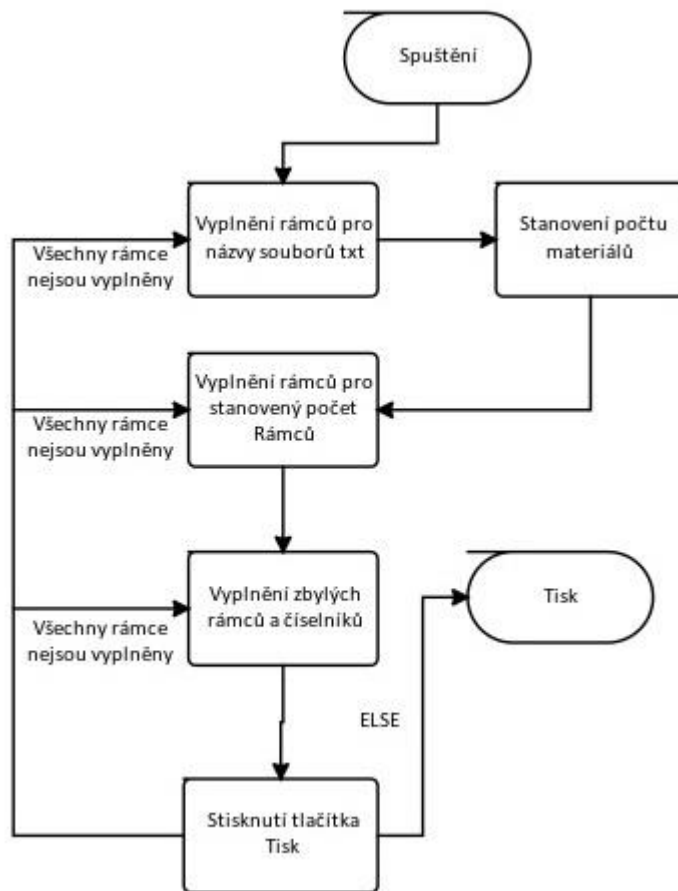 Spuštění
Vyplnění rámců pro
názvy souborů txt
Stanovení počtu
materiálů
Všechny rámce
nejsou vyplněny
Vyplnění rámců pro
stanovený počet
Rámců
Všechny rámce
nejsou vyplněny
Vyplnění zbylých
rámců a číselníků
Tisk
Všechny rámce
nejsou vyplněny
ELSE
Stisknutí tlačítka
Tisk